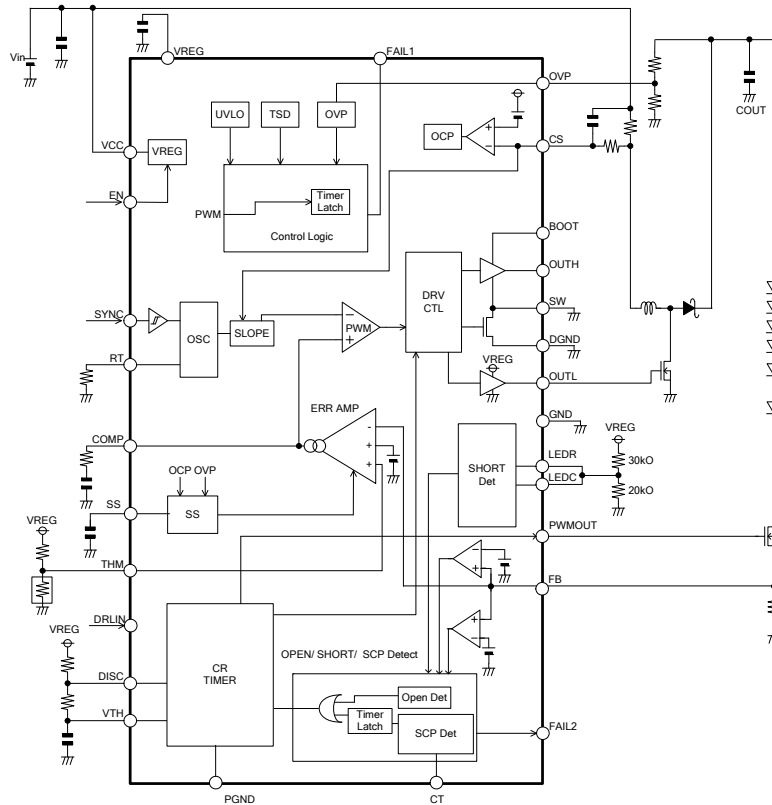 VREG
FAIL1
Vin
OVP
UVLO
TSD
OVP
OCP
COUT
CS
VCC
VREG
EN
PWM
Timer
Latch
Control Logic
BOOT
OUTH
DRV
CTL
SW
SYNC
OSC
SLOPE
PWM
DGND
RT
VREG
OUTL
ERR AMP
GND
VREG
COMP
LEDR
30kO
SHORT
Det
OCP OVP
LEDC
20kO
SS
SS
VREG
PWMOUT
THM
FB
DRLIN
VREG
OPEN/ SHORT/ SCP Detect
CR
TIMER
DISC
Open Det
VTH
Timer
Latch
SCP Det
FAIL2
PGND
CT